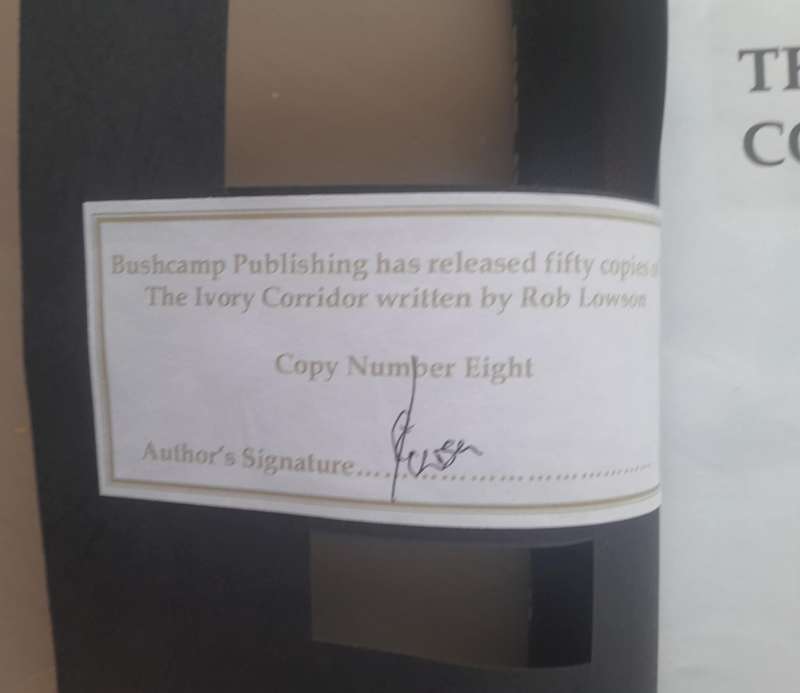 Bushcamp Publishing has released fifty copies
The Ivory Corridor written by Rob Lowson
Copy Number Eight
Author's Signature